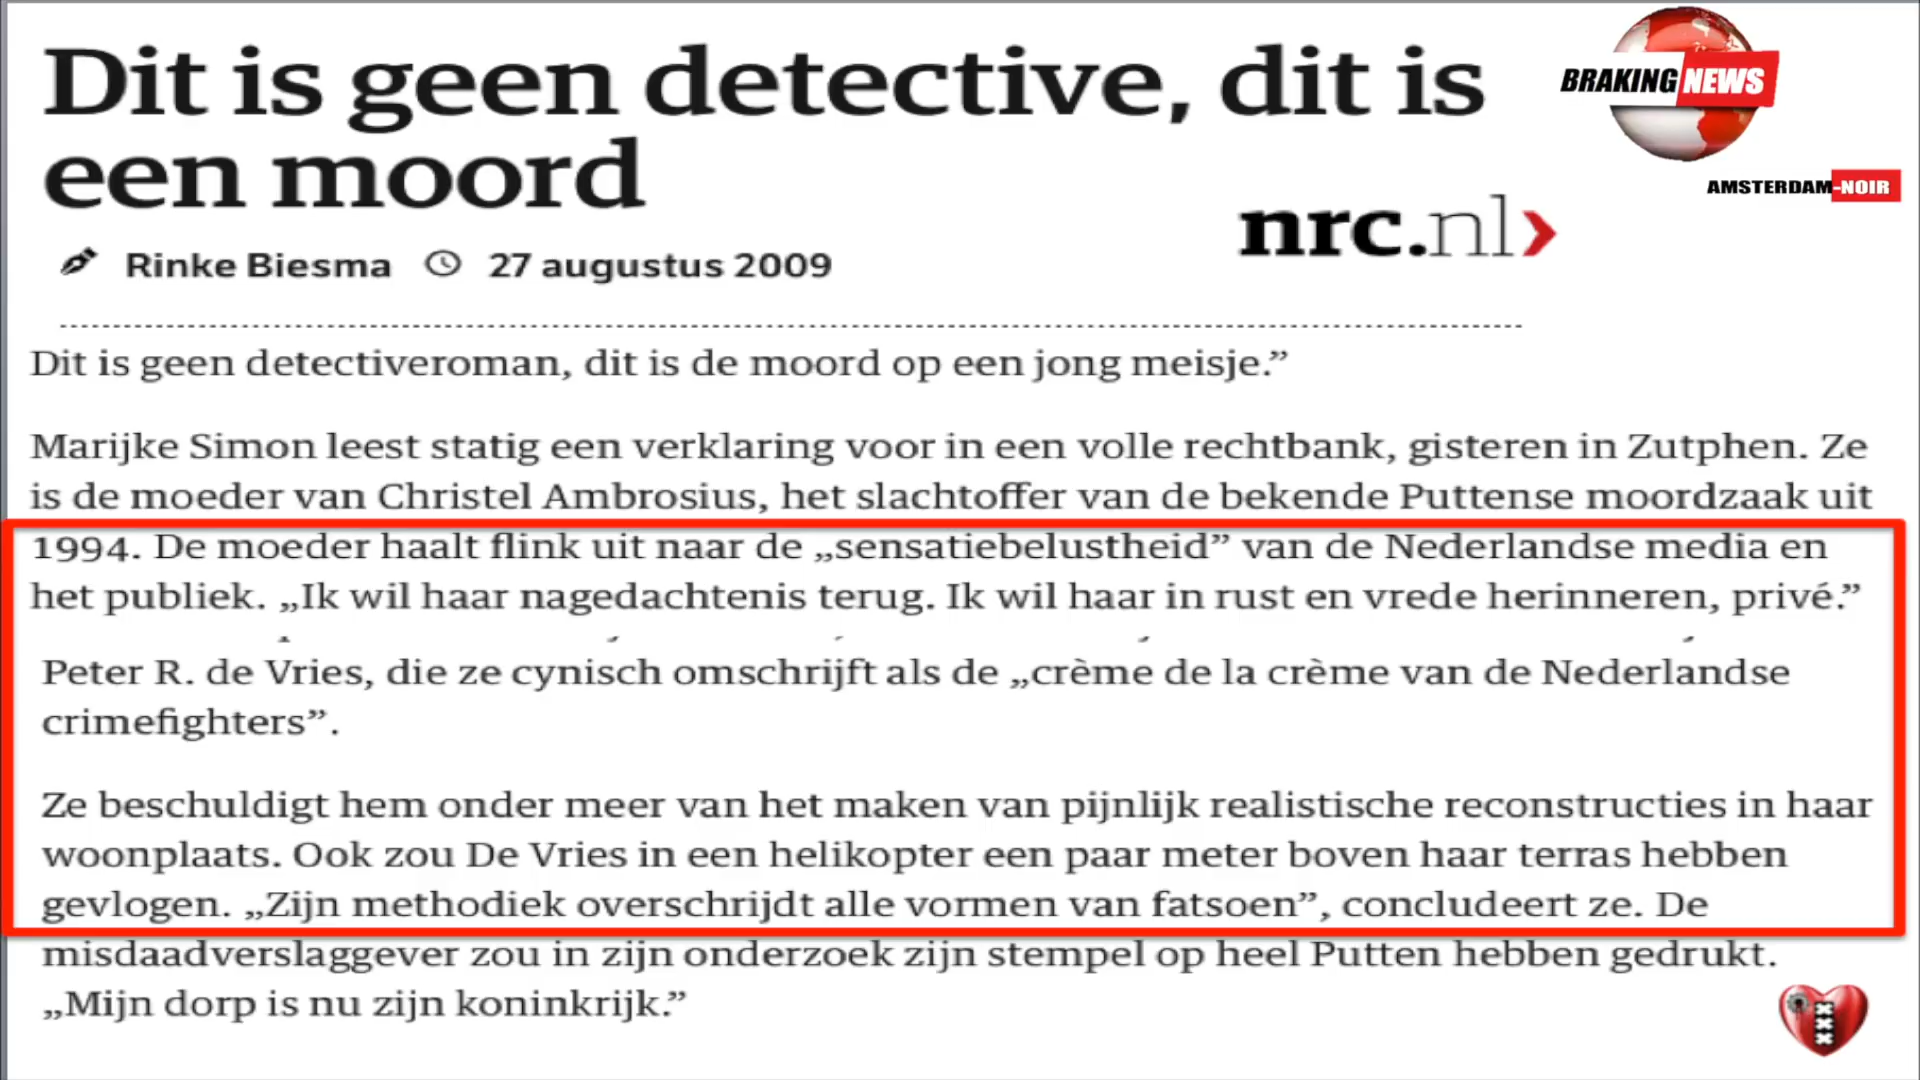 Dit is geen detective, dit is
een moord
BRAKING NEWS
AMSTERDAM-NOIR
nrc.nl
Rinke Biesma 27 augustus 2009
Dit is geen detectiveroman, dit is de moord op een jong meisje.”
Marijke Simon leest statig een verklaring voor in een volle rechtbank, gisteren in Zutphen. Ze
is de moeder van Christel Ambrosius, het slachtoffer van de bekende Puttense moordzaak uit
1994. De moeder haalt flink uit naar de „sensatiebelustheid” van de Nederlandse media en
het publiek. „Ik wil haar nagedachtenis terug. Ik wil haar in rust en vrede herinneren, privé.”
Peter R. de Vries, die ze cynisch omschrijft als de „crème de la crème van de Nederlandse
crimefighters”.
Ze beschuldigt hem onder meer van het maken van pijnlijk realistische reconstructies in haar
woonplaats. Ook zou De Vries in een helikopter een paar meter boven haar terras hebben
gevlogen. „Zijn methodiek overschrijdt alle vormen van fatsoen”, concludeert ze. De
misdaadverslaggever zou in zijn onderzoek zijn stempel op heel Putten hebben gedrukt.
„Mijn dorp is nu zijn koninkrijk.”
XXX